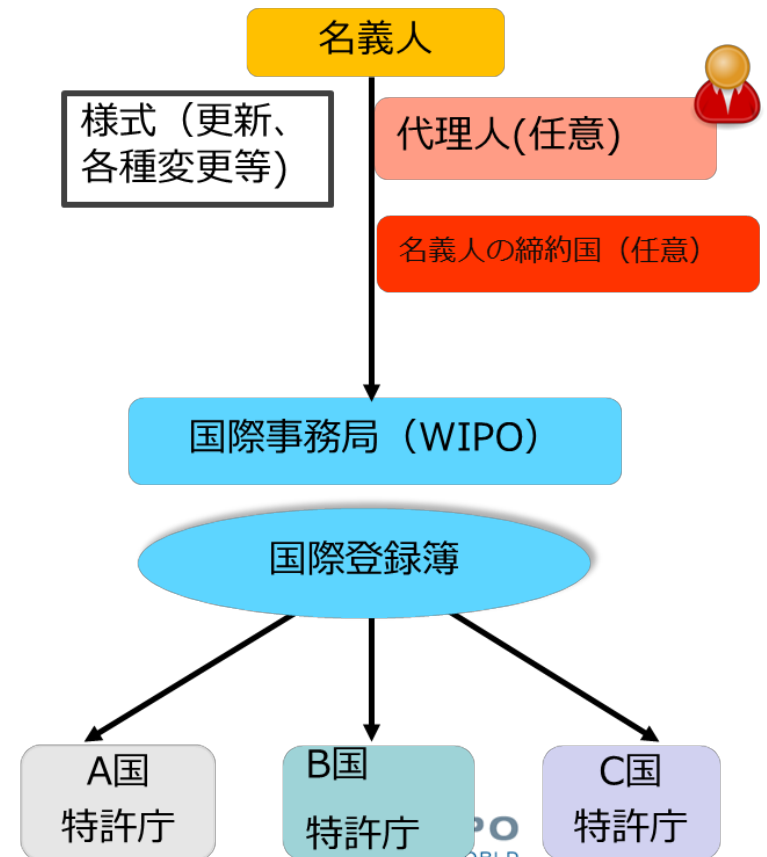 名義人
様式（更新、
各種変更等)
代理人(任意)
名義人の締約国（任意）
国際事務局（WIPO）
国際登録簿
A国
特許庁
B国
特許庁
C国
特許庁
PO
ORLD